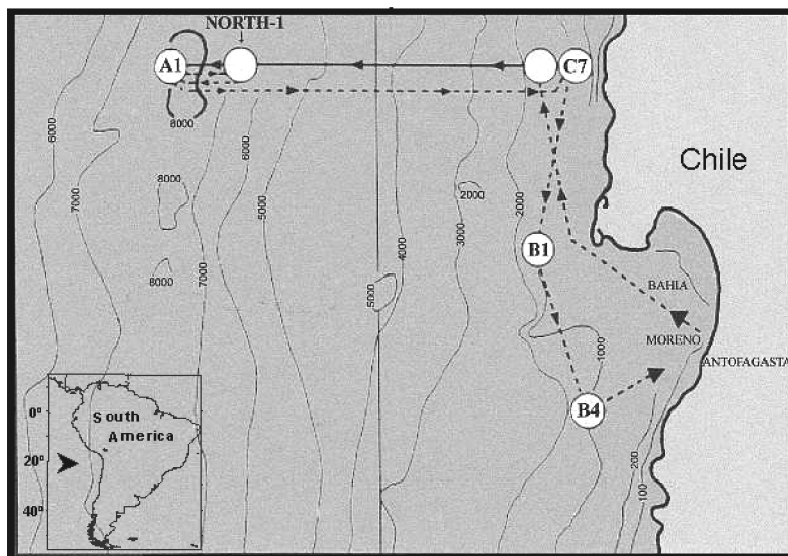 NORTH-1
A1
C7
8000
6000
7000
6000
5000
8000
2000
2000
4000
3000
7000
8000
5000
B1
1000
B4
200
100
Chile
BAHIA
MORENO
ANTOFAGASTA
South
America
0°
20°
40°